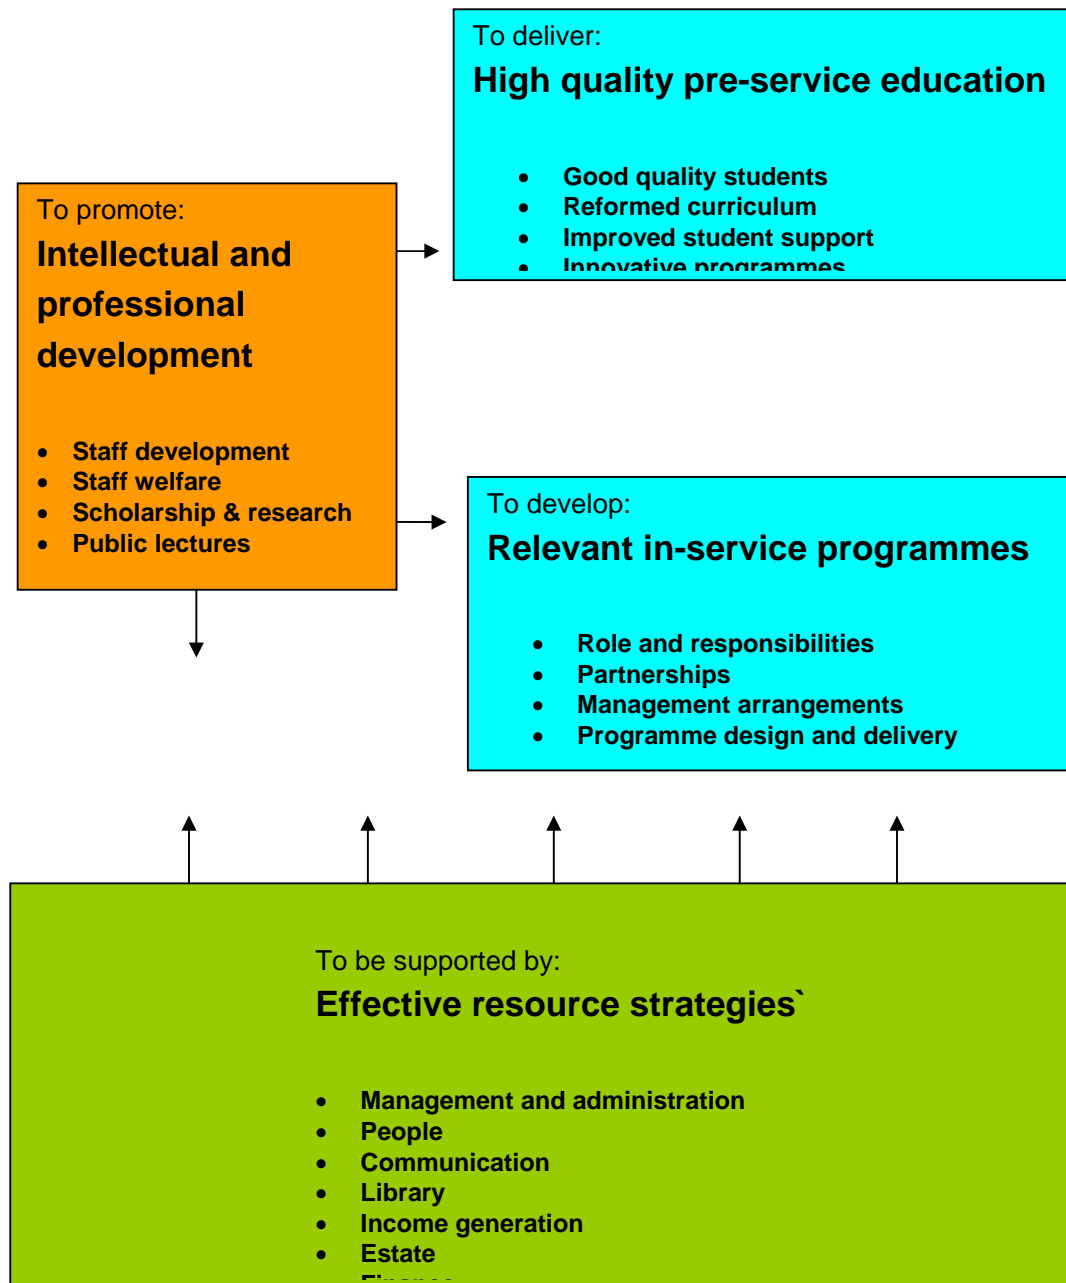 To deliver:
High quality pre-service education
• Good quality students
• Reformed curriculum
• Improved student support
• Innovative programmes
To promote:
Intellectual and
professional
development
• Staff development
• Staff welfare
• Scholarship & research
• Public lectures
To develop:
Relevant in-service programmes
• Role and responsibilities
• Partnerships
• Management arrangements
• Programme design and delivery
To be supported by:
Effective resource strategies`
• Management and administration
• People
• Communication
• Library
• Income generation
• Estate
• Finance